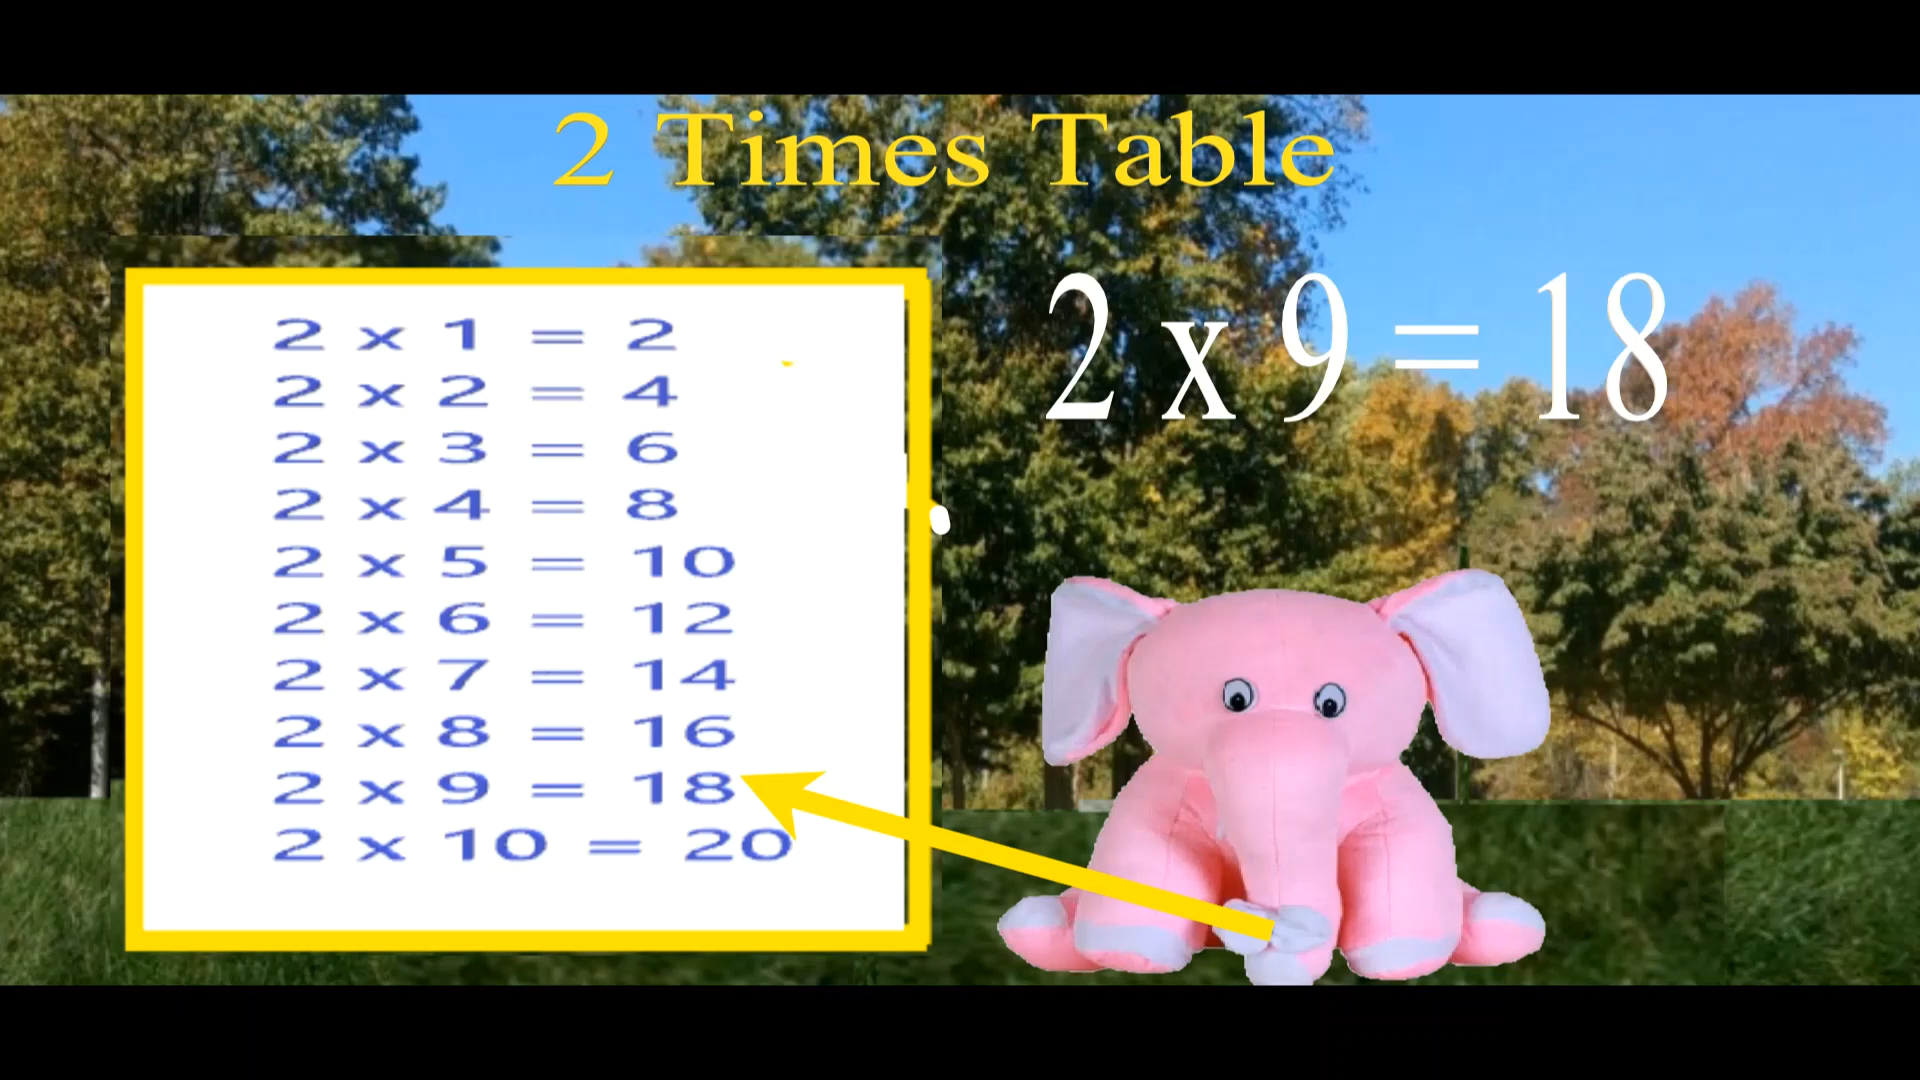 2 Times Table
2 x 1 = 2
2 x 2 = 4
2 x 3 = 6
2 x 4 = 8
2 x 5 = 10
2 x 6 = 12
2 x 7 = 14
2 x 8 = 16
2 x 9 = 18
2 x 10 = 20
2 x 9 = 18